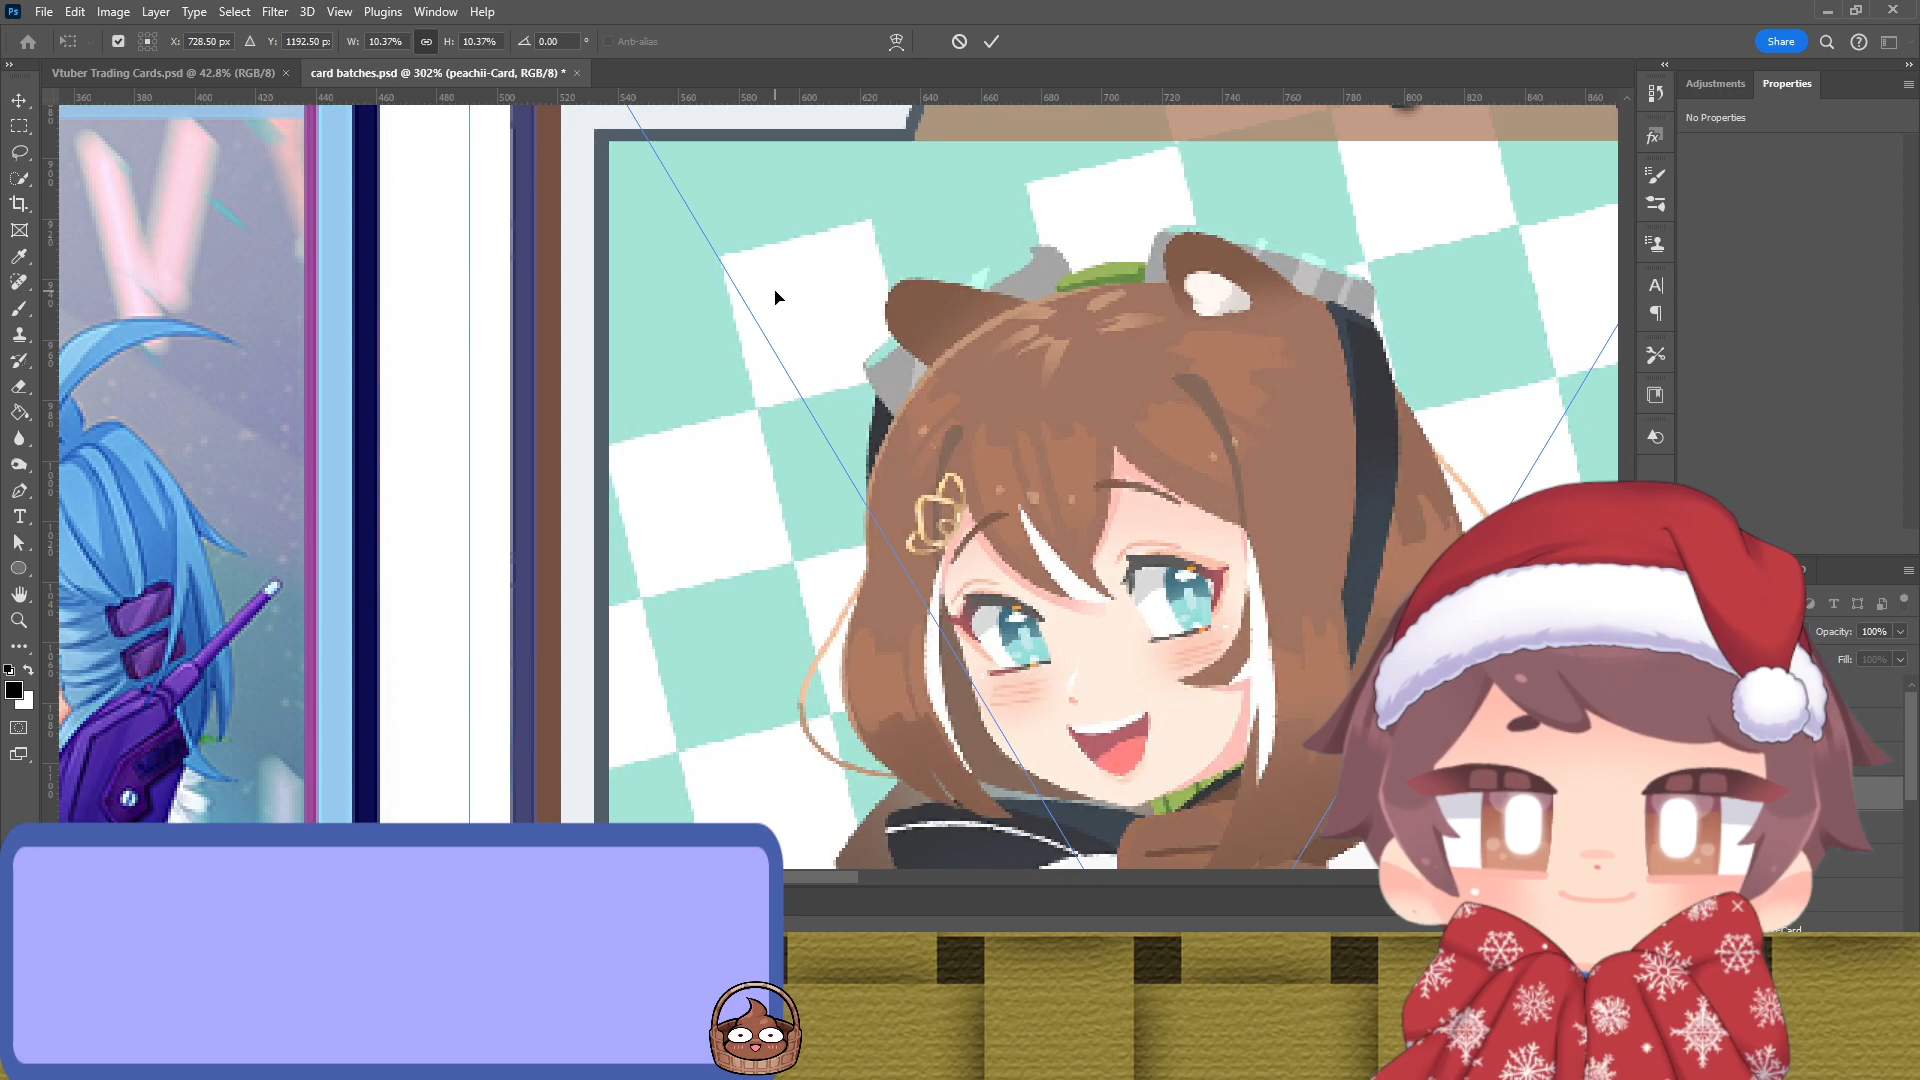 Ps File Edit Image Layer Type Select Filter 3D View Plugins Window Help
X: 728.50 px Y: 1192.50 px W: 10.37% H: 10.37% 0.00 ° Anti-alias Share
Vtuber Trading Cards.psd @ 42.8% (RGB/8) × card batches.psd @ 302% (peachii-Card, RGB/8) * ×
Adjustments Properties
360 380 400 420 440 460 480 500 520 540 560 580 600 620 640 660 680 700 720 740 760 780 800 820 840 860
No Properties
Opacity: 100%
Fill: 100%